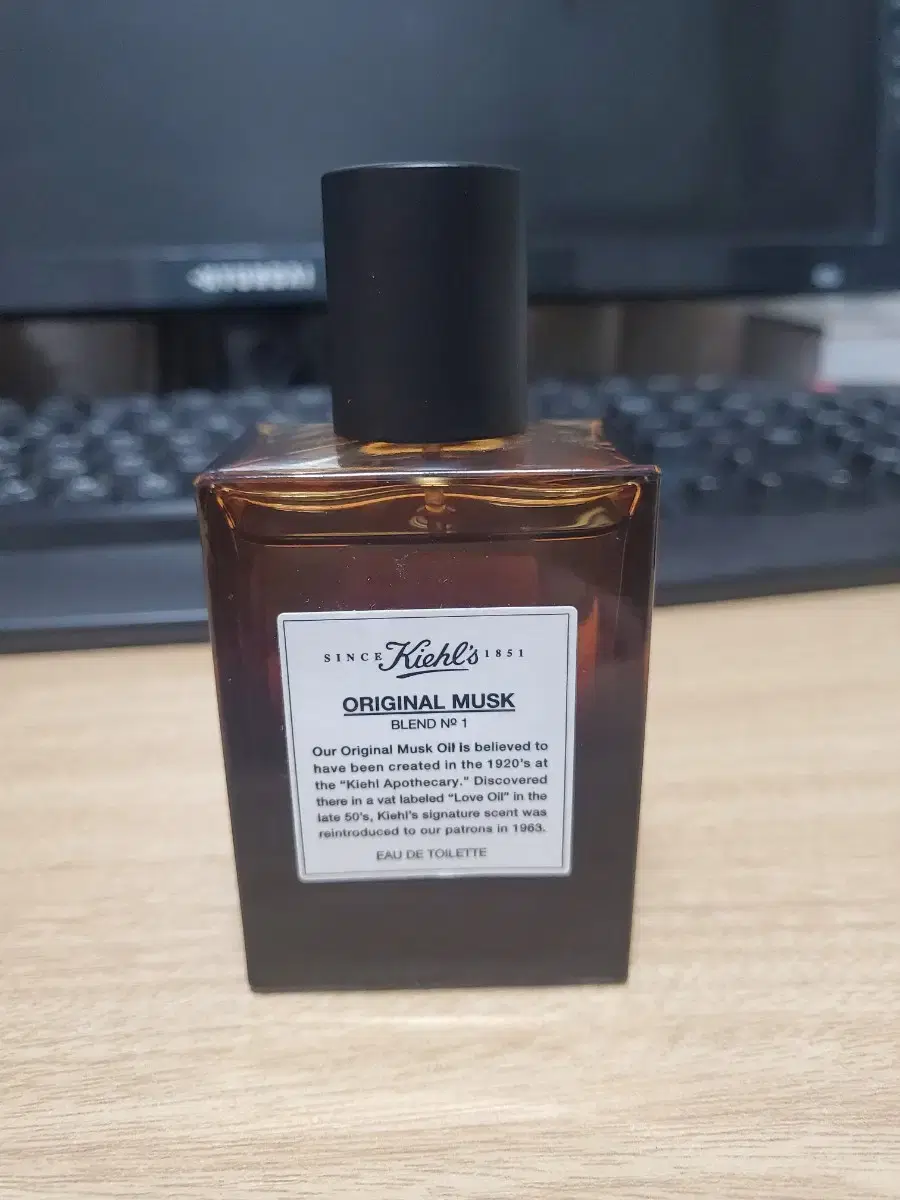 SINCE Kiehl's 1851
ORIGINAL MUSK
BLEND Nº 1
Our Original Musk Oil is believed to
have been created in the 1920's at
the "Kiehl Apothecary." Discovered
there in a vat labeled "Love Oil" in the
late 50's, Kiehl's signature scent was
reintroduced to our patrons in 1963.
EAU DE TOILETTE